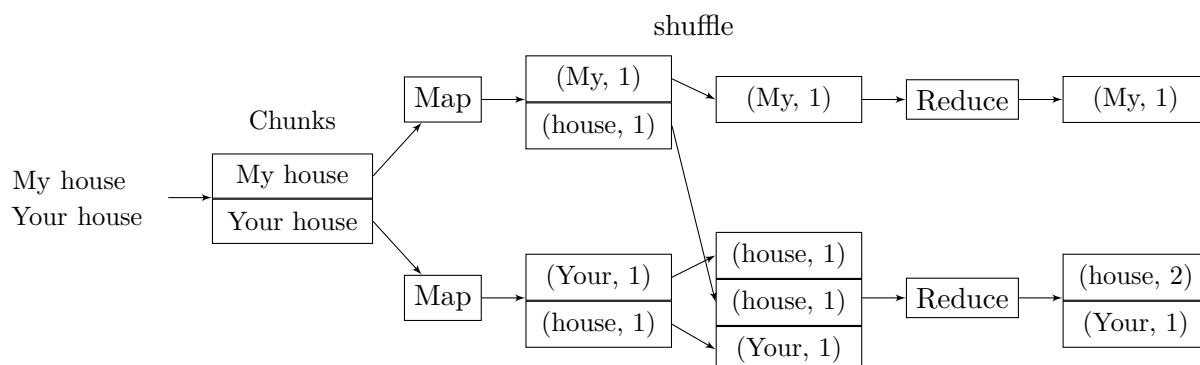 shuffle
My house
Your house
Chunks
My house
Your house
Map
Map
(My, 1)
(house, 1)
(Your, 1)
(house, 1)
(My, 1)
(house, 1)
(house, 1)
(Your, 1)
Reduce
Reduce
(My, 1)
(house, 2)
(Your, 1)